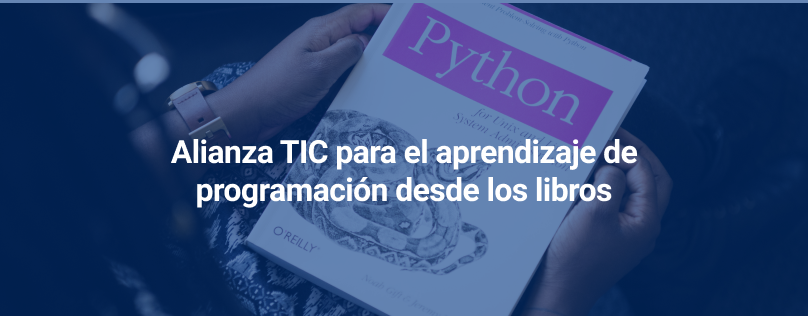 Python
for Unix and
System Adm
Alianza TIC para el aprendizaje de
programación desde los libros
O'REILLY